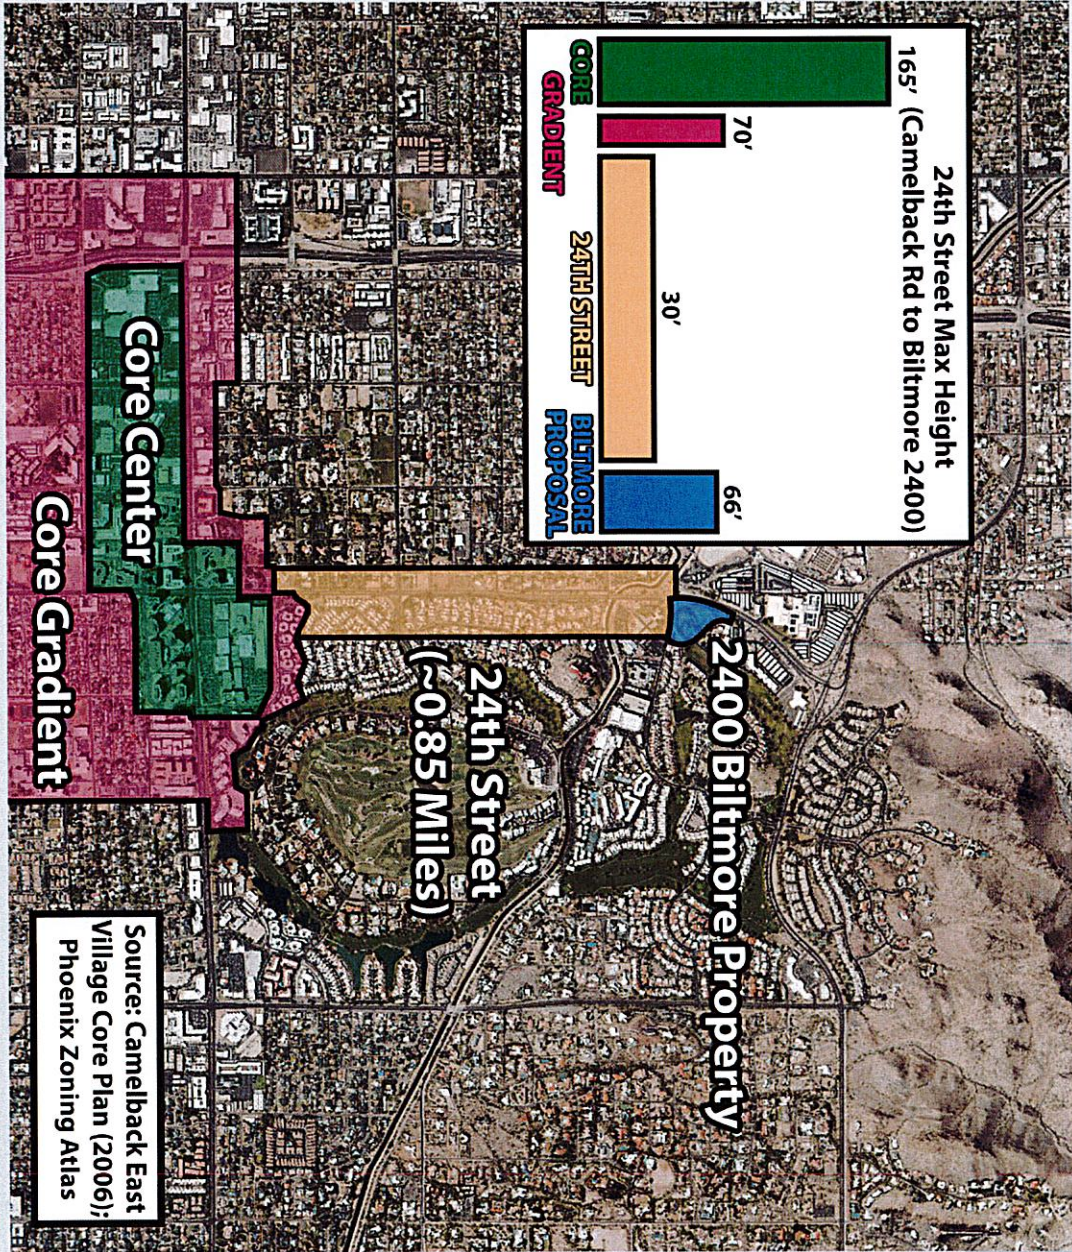 24th Street Max Height
(Camelback Rd to Biltmore 2400)
165'
70'
30'
66'
CORE
GRADIENT
24TH STREET
BILTMORE
PROPOSAL
2400 Biltmore Property
24th Street
(~0.85 Miles)
Core Center
Core Gradient
Source: Camelback East
Village Core Plan (2006);
Phoenix Zoning Atlas